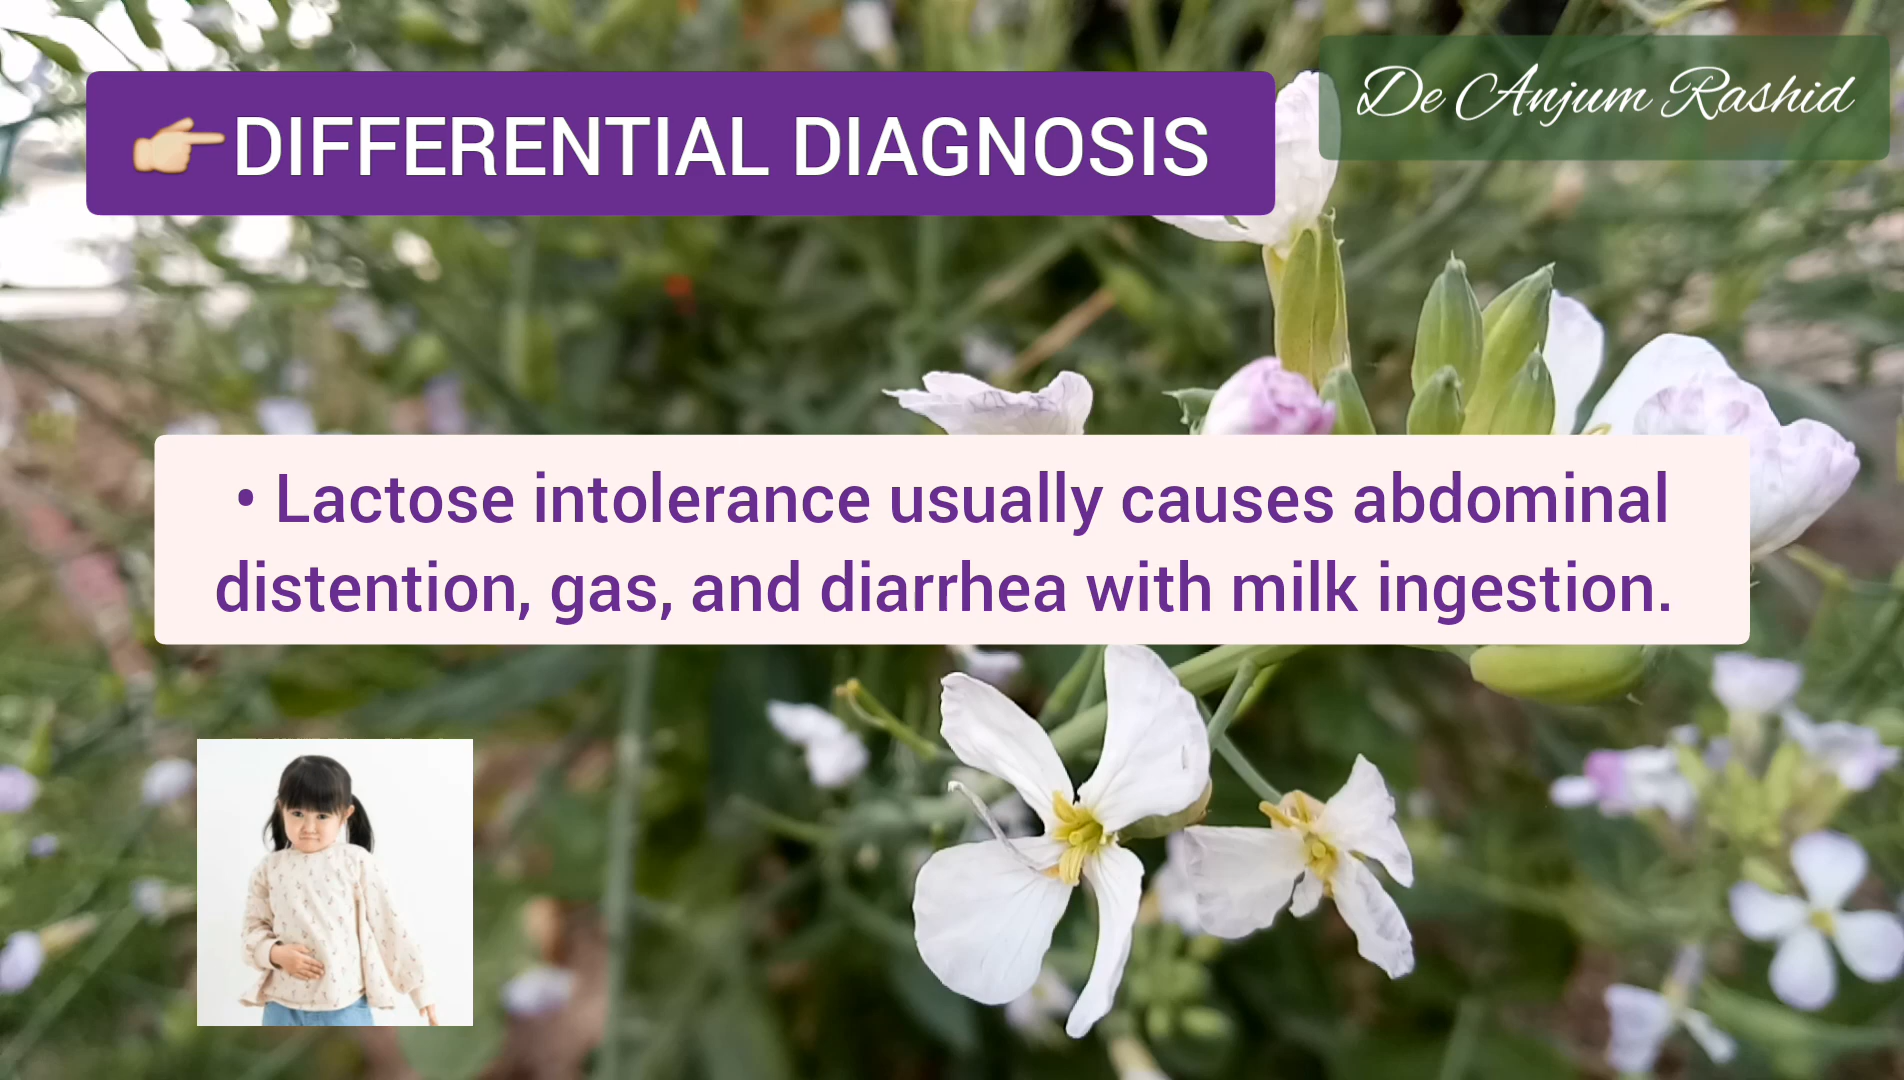 👉DIFFERENTIAL DIAGNOSIS
De Anjum Rashid
• Lactose intolerance usually causes abdominal
distention, gas, and diarrhea with milk ingestion.